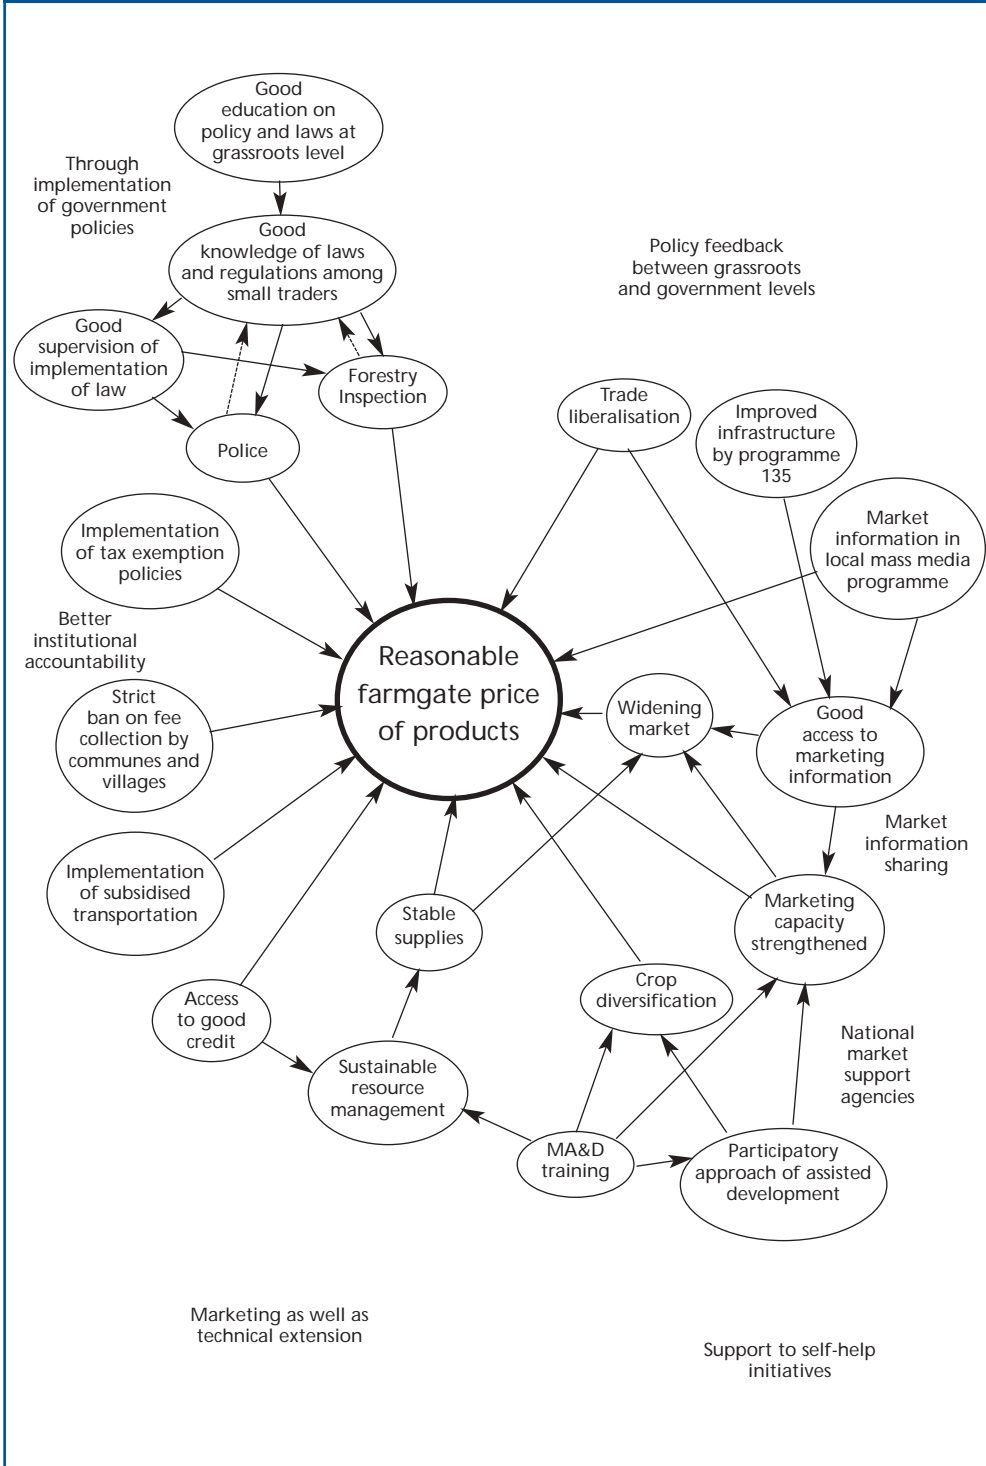 Good
education on
policy and laws at
grassroots level
Through
implementation
of government
policies
Good
knowledge of laws
and regulations among
small traders
Policy feedback
between grassroots
and government levels
Good
supervision of
implementation
of law
Forestry
Inspection
Police
Trade
liberalisation
Improved
infrastructure
by programme
135
Market
information in
local mass media
programme
Implementation
of tax exemption
policies
Better
institutional
accountability
Reasonable
farmgate price
of products
Strict
ban on fee
collection by
communes and
villages
Widening
market
Good
access to
marketing
information
Market
information
sharing
Implementation
of subsidised
transportation
Stable
supplies
Marketing
capacity
strengthened
Crop
diversification
Access
to good
credit
National
market
support
agencies
Sustainable
resource
management
MA&D
training
Participatory
approach of assisted
development
Marketing as well as
technical extension
Support to self-help
initiatives